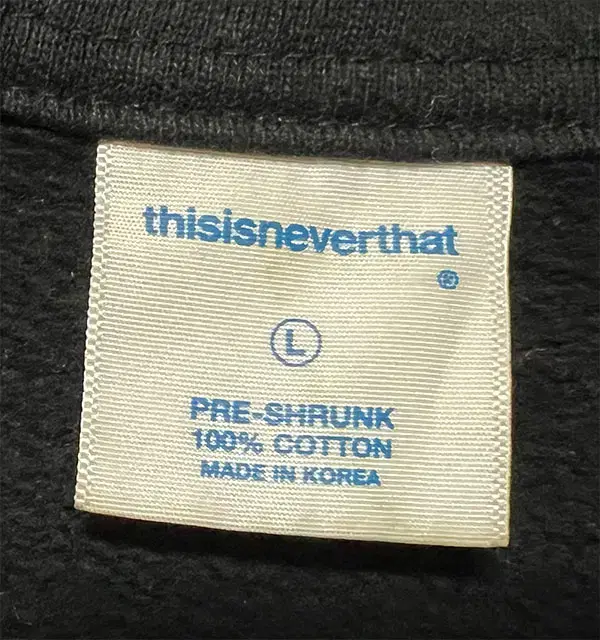 thisisneverthat
®
L
PRE-SHRUNK
100% COTTON
MADE IN KOREA